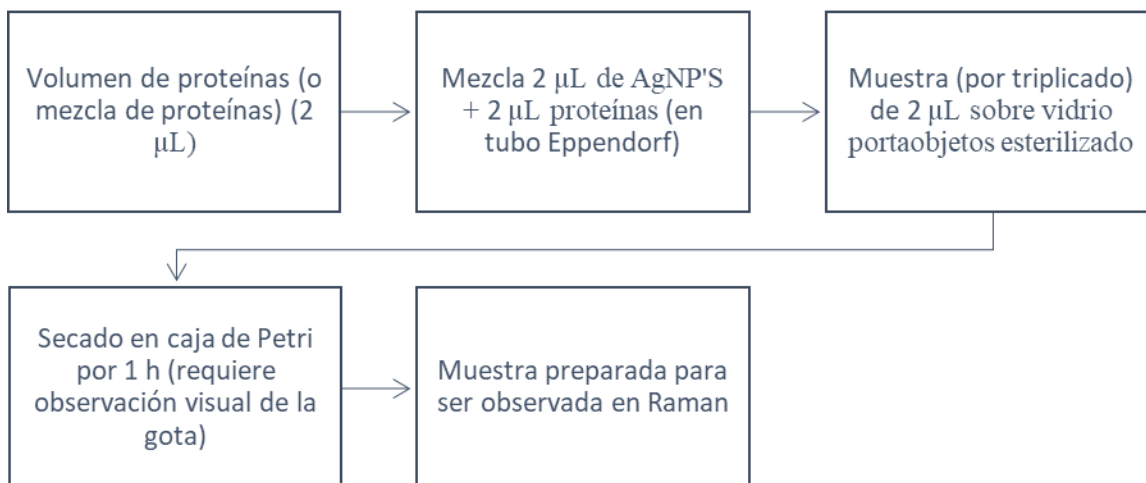 Volumen de proteínas (o
mezcla de proteínas) (2
µL)
Mezcla 2 µL de AgNP'S
+ 2 µL proteínas (en
tubo Eppendorf)
Muestra (por triplicado)
de 2 µL sobre vidrio
portaobjetos esterilizado
Secado en caja de Petri
por 1 h (requiere
observación visual de la
gota)
Muestra preparada para
ser observada en Raman